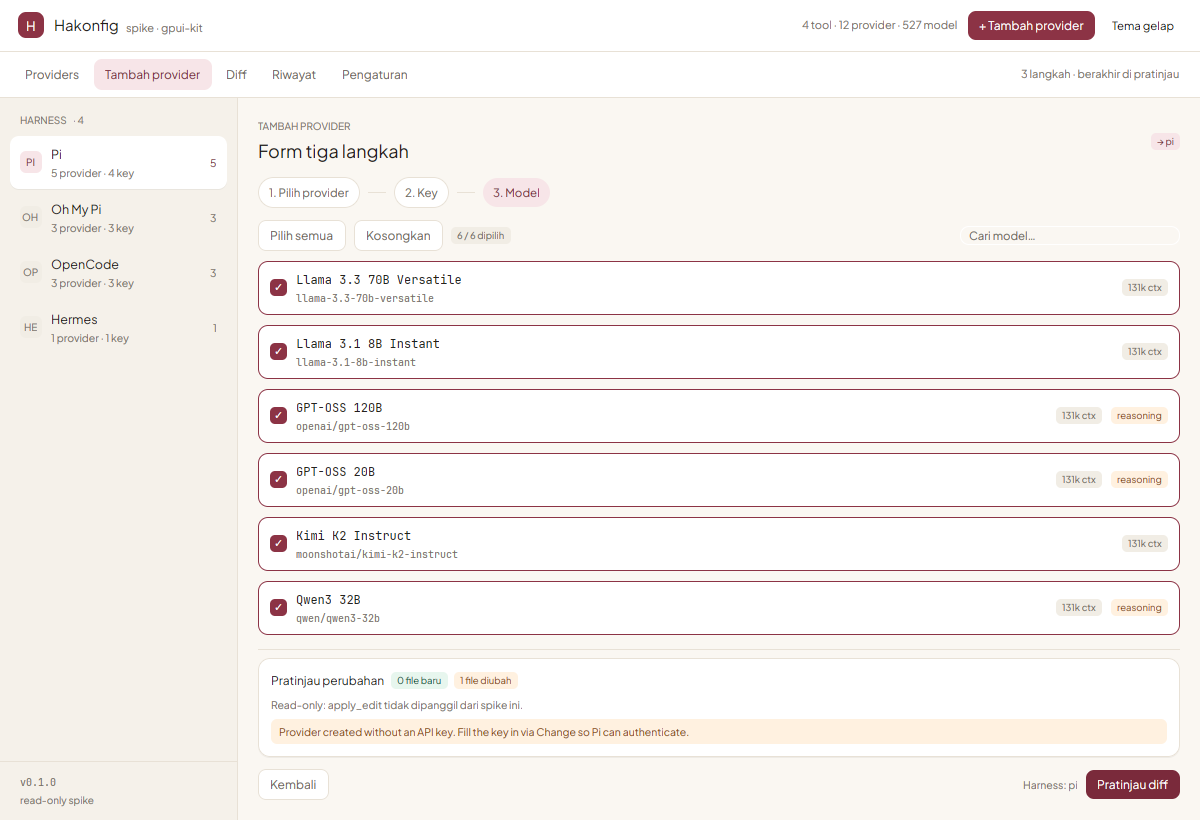 H Hakonfig spike · gpui-kit 4 tool · 12 provider · 527 model + Tambah provider Tema gelap
Providers Tambah provider Diff Riwayat Pengaturan 3 langkah · berakhir di pratinjau
HARNESS · 4
PI Pi 5
5 provider · 4 key
OH Oh My Pi 3
3 provider · 3 key
OP OpenCode 3
3 provider · 3 key
HE Hermes 1
1 provider · 1 key
v0.1.0
read-only spike
TAMBAH PROVIDER
Form tiga langkah → pi
1. Pilih provider 2. Key 3. Model
Pilih semua Kosongkan 6 / 6 dipilih Cari model...
✓ Llama 3.3 70B Versatile 131k ctx
llama-3.3-70b-versatile
✓ Llama 3.1 8B Instant 131k ctx
llama-3.1-8b-instant
✓ GPT-OSS 120B 131k ctx reasoning
openai/gpt-oss-120b
✓ GPT-OSS 20B 131k ctx reasoning
openai/gpt-oss-20b
✓ Kimi K2 Instruct 131k ctx
moonshotai/kimi-k2-instruct
✓ Qwen3 32B 131k ctx reasoning
qwen/qwen3-32b
Pratinjau perubahan 0 file baru 1 file diubah
Read-only: apply_edit tidak dipanggil dari spike ini.
Provider created without an API key. Fill the key in via Change so Pi can authenticate.
Kembali Harness: pi Pratinjau diff